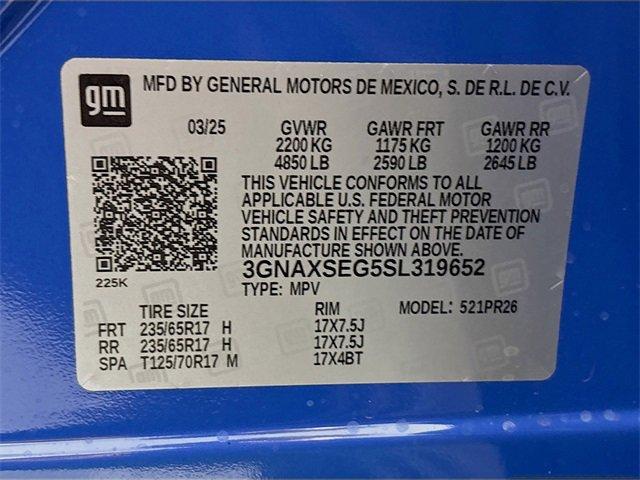 gm
MFD BY GENERAL MOTORS DE MEXICO, S. DE R.L. DE C.V.
03/25 GVWR GAWR FRT GAWR RR
2200 KG 1175 KG 1200 KG
4850 LB 2590 LB 2645 LB
THIS VEHICLE CONFORMS TO ALL
APPLICABLE U.S. FEDERAL MOTOR
VEHICLE SAFETY AND THEFT PREVENTION
STANDARDS IN EFFECT ON THE DATE OF
MANUFACTURE SHOWN ABOVE.
3GNAXSEG5SL319652
225K
TYPE: MPV
TIRE SIZE RIM MODEL: 521PR26
FRT 235/65R17 H 17X7.5J
RR 235/65R17 H 17X7.5J
SPA T125/70R17 M 17X4BT